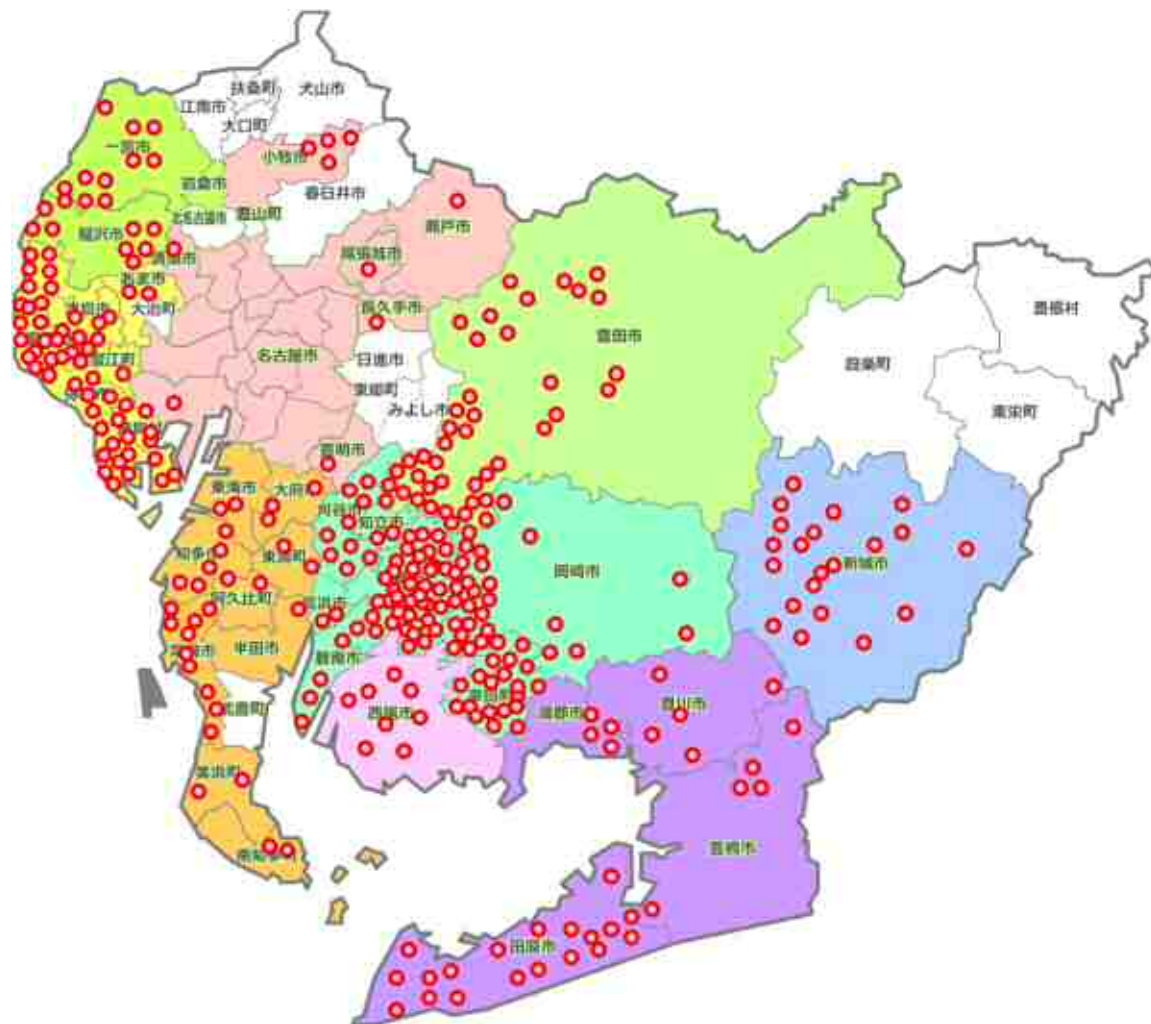 扶桑町
犬山市
江南市
大口町
一宮市
小牧市
岩倉市
春日井市
北名古屋市
豊山町
瀬戸市
稲沢市
清須市
尾張旭市
あま市
大治町
長久手市
豊根村
名古屋市
日進市
豊田市
設楽町
東郷町
みよし市
東栄町
豊明市
東海市
大府
刈谷市
知立市
知多
東浦町
岡崎市
新城市
阿久比町
高浜市
半田市
碧南市
武豊町
西尾市
幸田町
蒲郡市
豊川市
美浜町
豊橋市
南知多
田原市